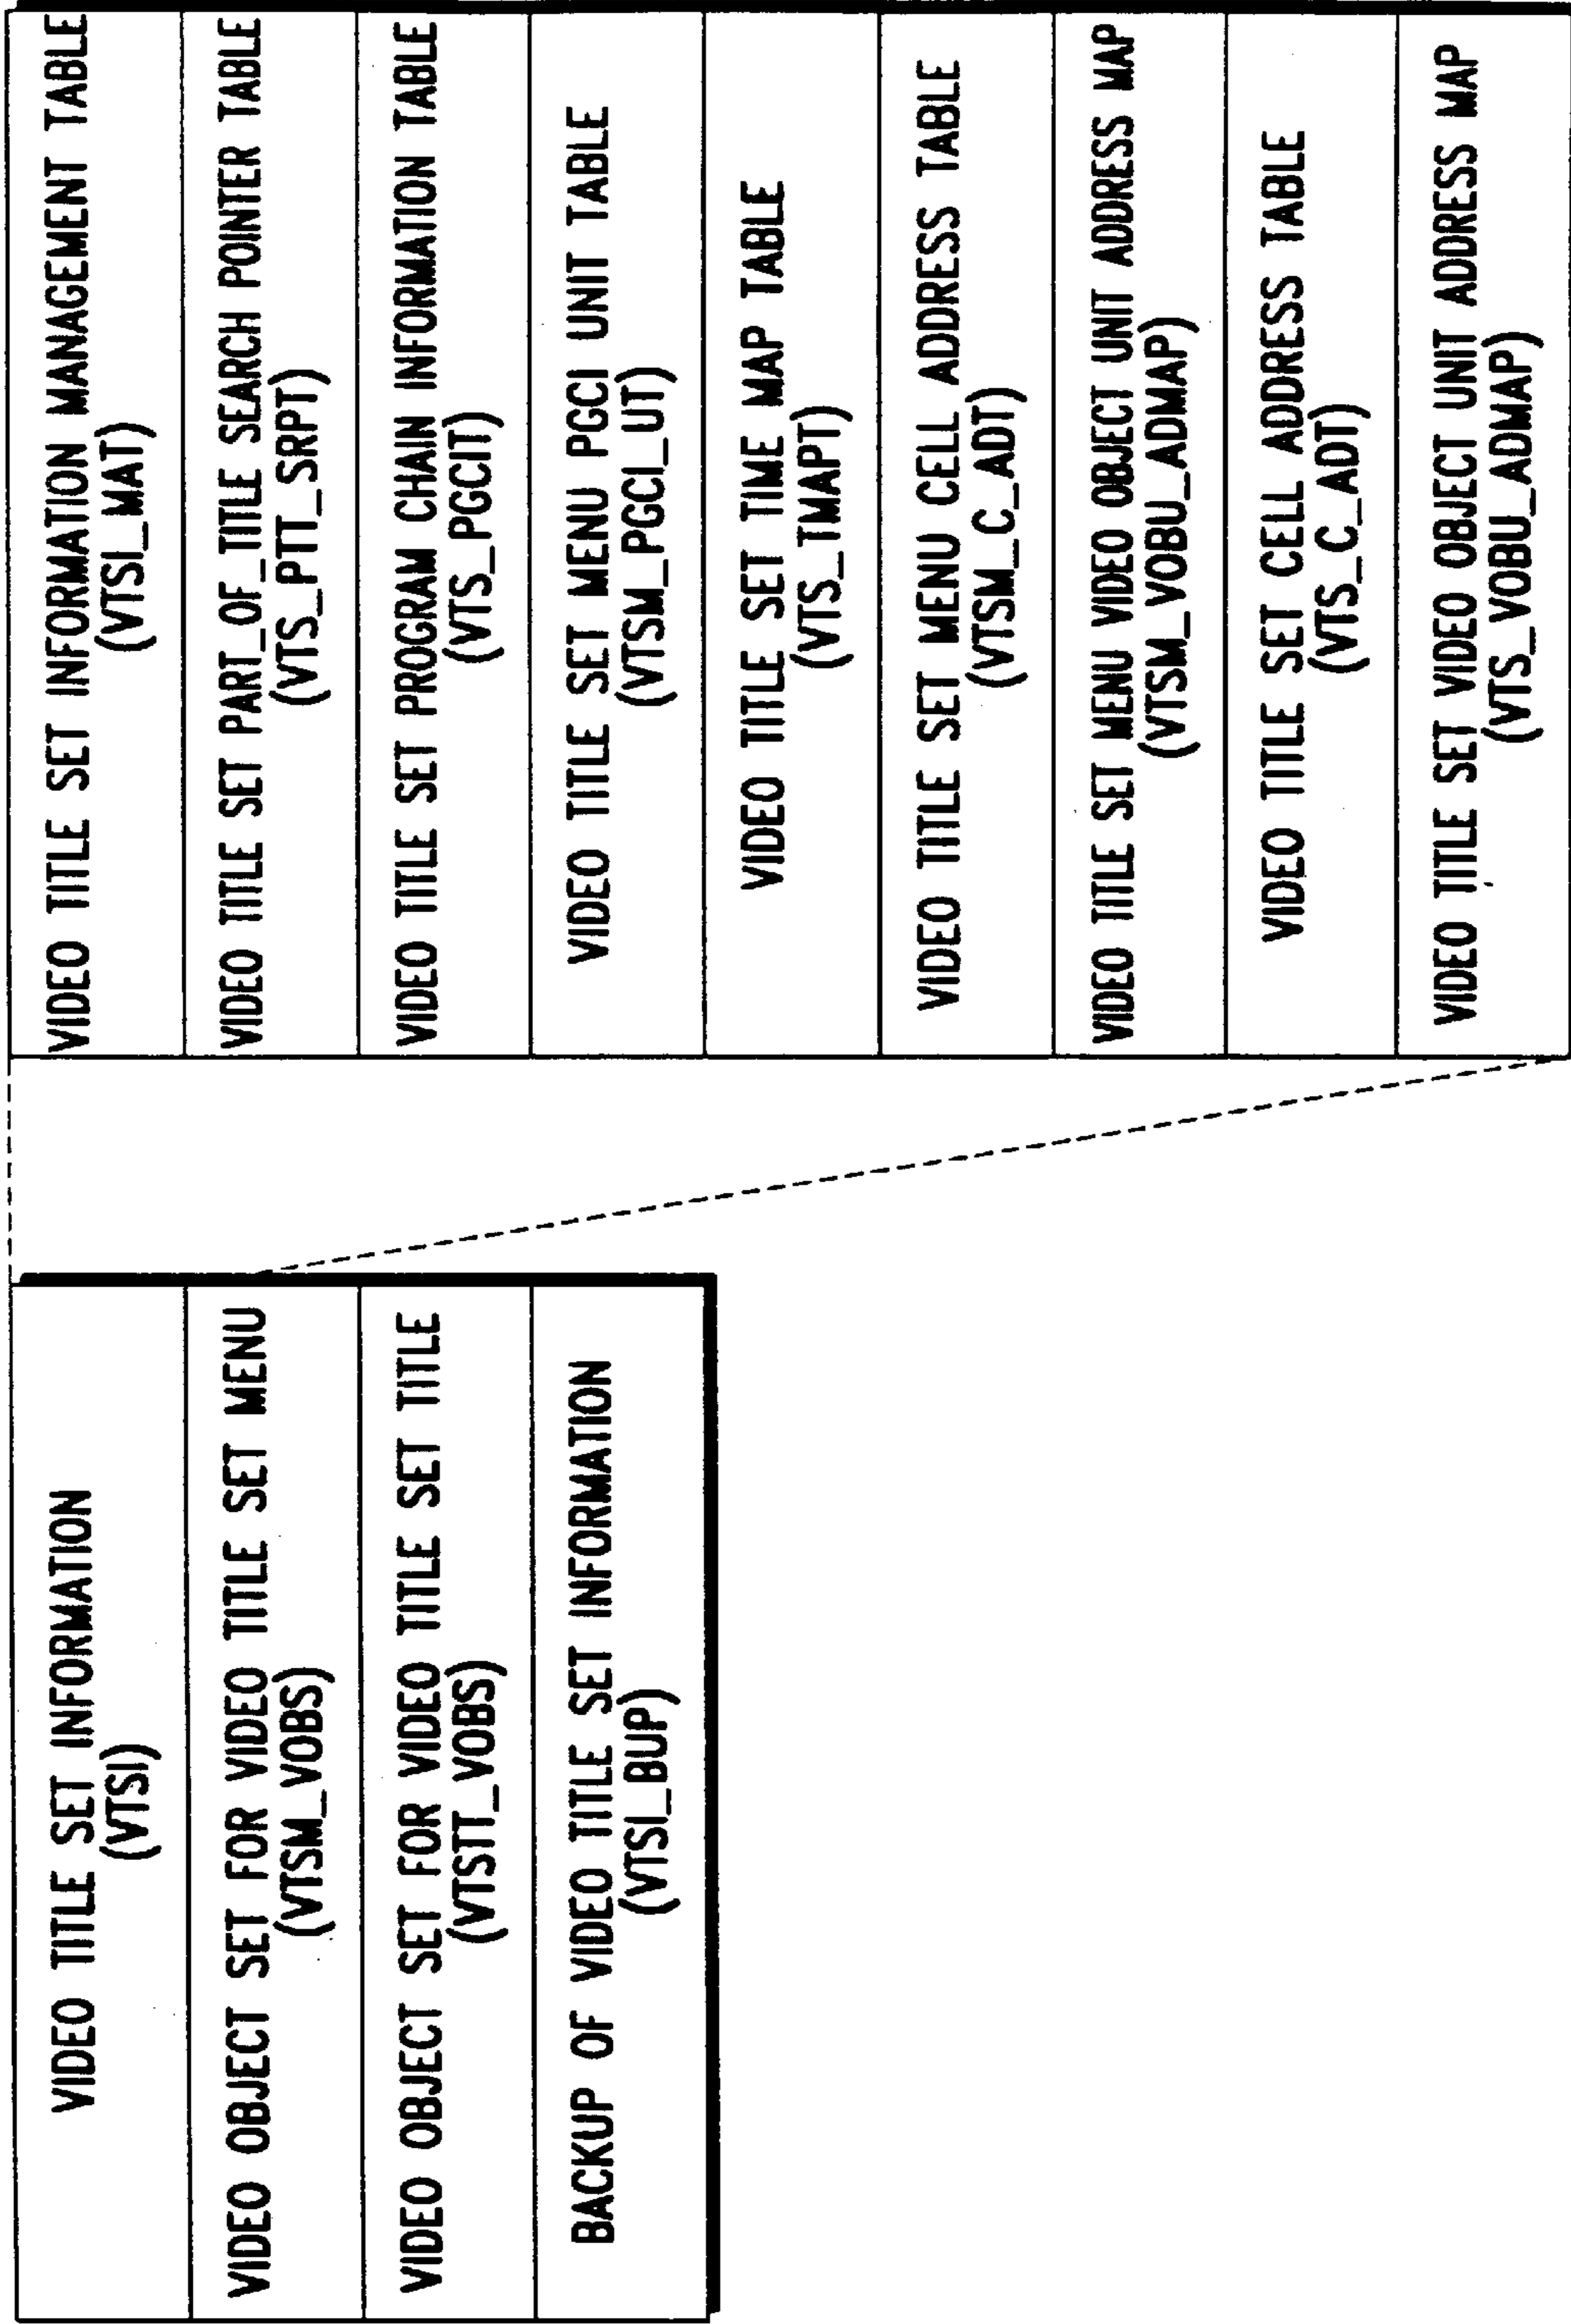 VIDEO TITLE SET INFORMATION
(VTSI)
VIDEO OBJECT SET FOR VIDEO TITLE SET MENU
(VTSM_VOBS)
VIDEO OBJECT SET FOR VIDEO TITLE SET TITLE
(VTSTT_VOBS)
BACKUP OF VIDEO TITLE SET INFORMATION
(VTSI_BUP)
VIDEO TITLE SET INFORMATION MANAGEMENT TABLE
(VTSI_MAT)
VIDEO TITLE SET PART_OF_TITLE SEARCH POINTER TABLE
(VTS_PTT_SRPT)
VIDEO TITLE SET PROGRAM CHAIN INFORMATION TABLE
(VTS_PGCIT)
VIDEO TITLE SET MENU PGCI UNIT TABLE
(VTSM_PGCI_UT)
VIDEO TITLE SET TIME MAP TABLE
(VTS_TMAPT)
VIDEO TITLE SET MENU CELL ADDRESS TABLE
(VTSM_C_ADT)
VIDEO TITLE SET MENU VIDEO OBJECT UNIT ADDRESS MAP
(VTSM_VOBU_ADMAP)
VIDEO TITLE SET CELL ADDRESS TABLE
(VTS_C_ADT)
VIDEO TITLE SET VIDEO OBJECT UNIT ADDRESS MAP
(VTS_VOBU_ADMAP)